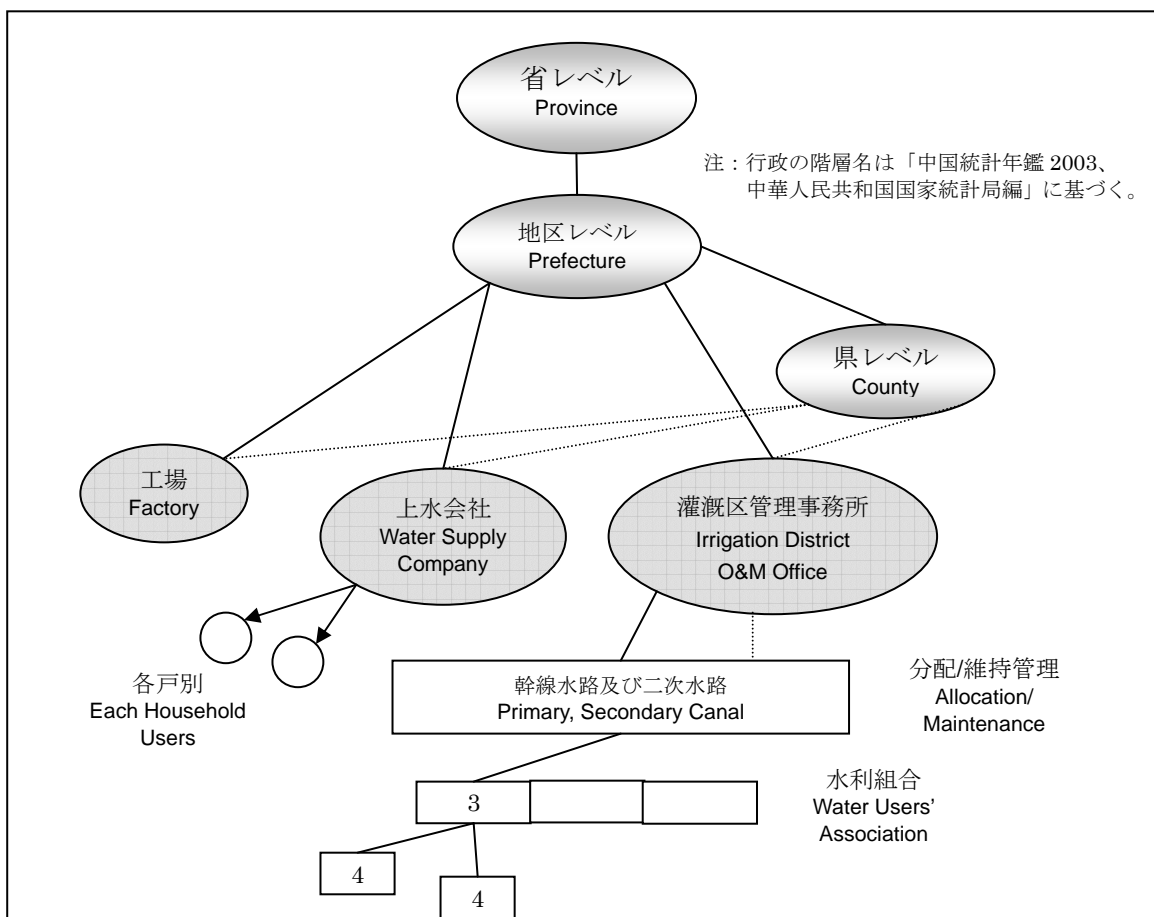 省レベル
Province
注：行政の階層名は「中国統計年鑑 2003、
中華人民共和国国家統計局編」に基づく。
地区レベル
Prefecture
県レベル
County
工場
Factory
上水会社
Water Supply
Company
灌漑区管理事務所
Irrigation District
O&M Office
各戸別
Each Household
Users
幹線水路及び二次水路
Primary, Secondary Canal
分配/維持管理
Allocation/
Maintenance
3
水利組合
Water Users’
Association
4
4